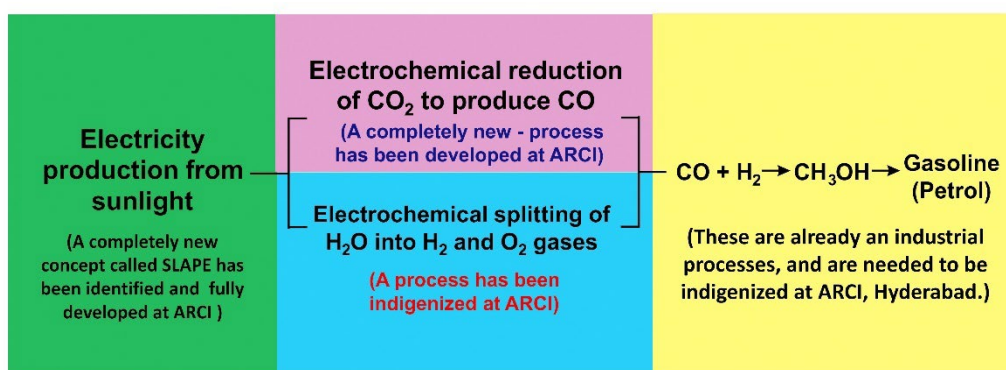 Electricity
production from
sunlight
(A completely new
concept called SLAPE has
been identified and fully
developed at ARCI )
Electrochemical reduction
of CO₂ to produce CO
(A completely new - process
has been developed at ARCI)
Electrochemical splitting of
H₂O into H₂ and O₂ gases
(A process has been
indigenized at ARCI)
CO + H₂→CH₃OH→Gasoline
(Petrol)
(These are already an industrial
processes, and are needed to be
indigenized at ARCI, Hyderabad.)